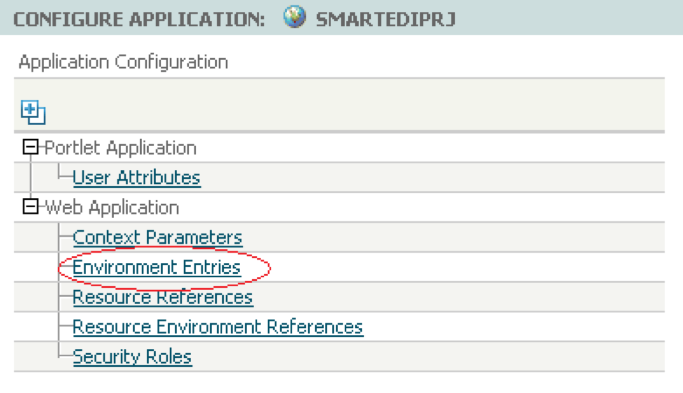 CONFIGURE APPLICATION: SMARTEDIPRJ
Application Configuration
Portlet Application
User Attributes
Web Application
Context Parameters
Environment Entries
Resource References
Resource Environment References
Security Roles